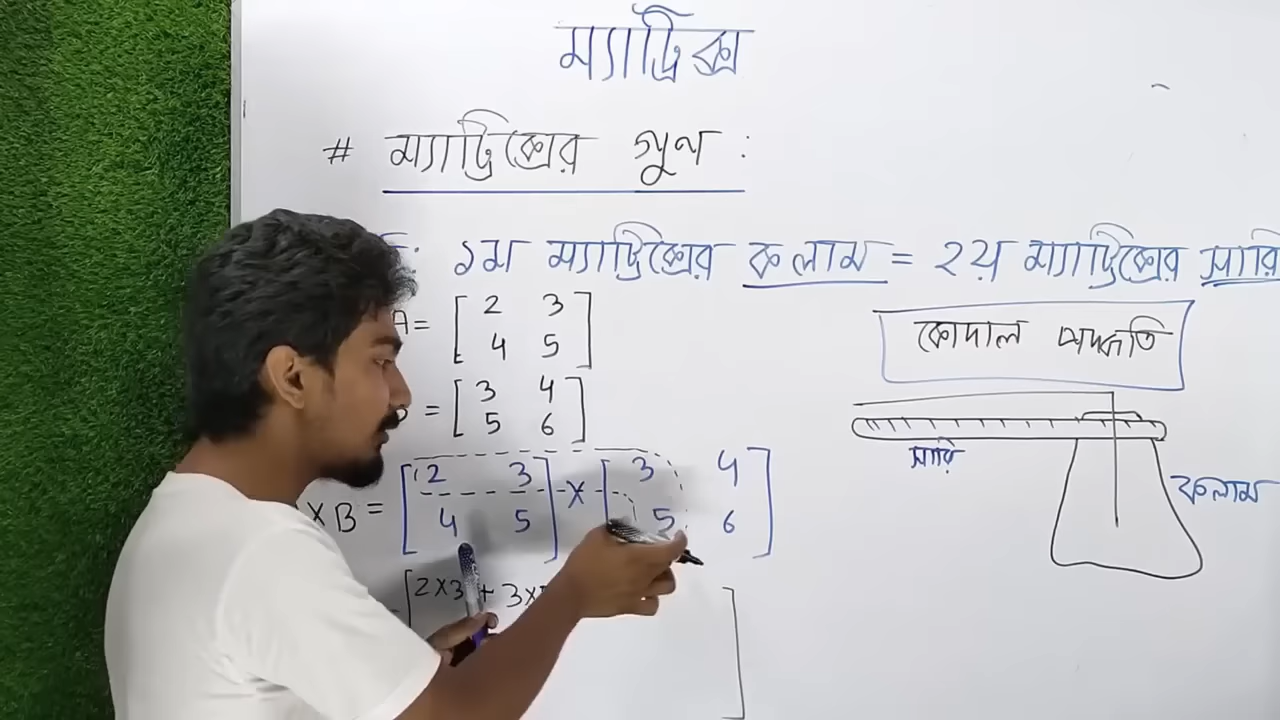 ম্যাট্রিক্স
# ম্যাট্রিক্সের গুণ :
১ম ম্যাট্রিক্সের কলাম = ২য় ম্যাট্রিক্সের সারি
A = [2 3
4 5]
= [3 4
5 6]
কোদাল পদ্ধতি
সারি
কলাম
× B = [2 3 × [3 4
4 5] 5 6]
[2×3 + 3× ]